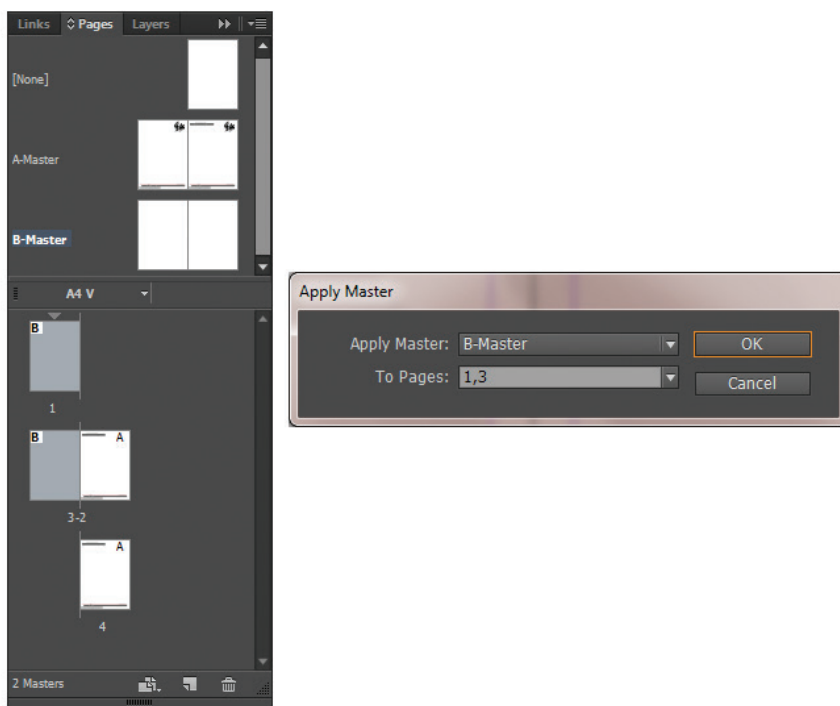 Links Pages Layers
[None]
A-Master
B-Master
A4 V
B
1
B A
3-2
A
4
2 Masters
Apply Master
Apply Master: B-Master OK
To Pages: 1,3 Cancel